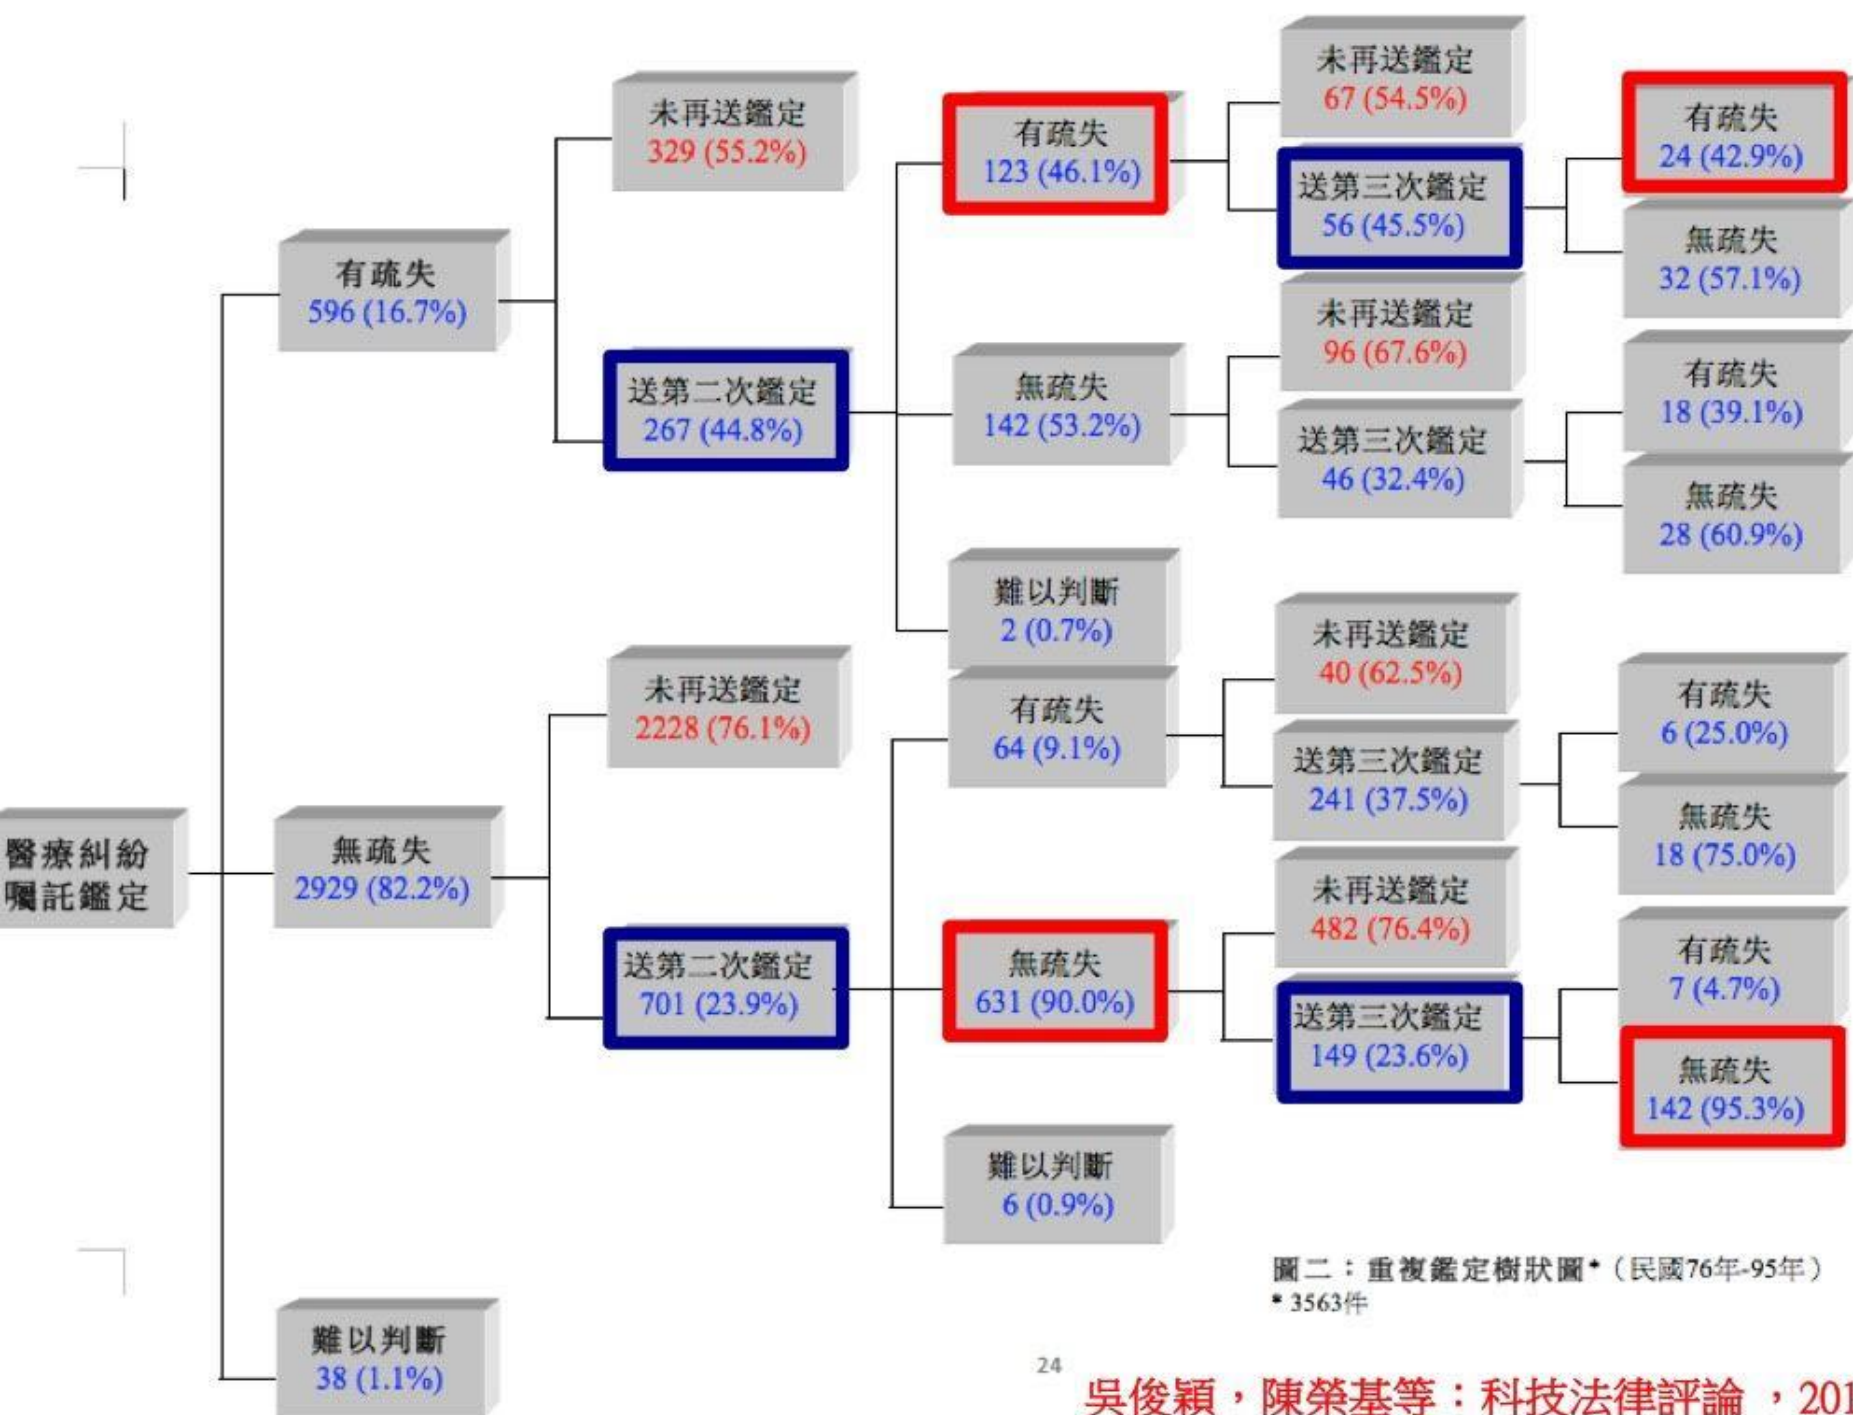 醫療糾紛
囑託鑑定
有疏失
596 (16.7%)
無疏失
2929 (82.2%)
難以判斷
38 (1.1%)
未再送鑑定
329 (55.2%)
送第二次鑑定
267 (44.8%)
未再送鑑定
2228 (76.1%)
送第二次鑑定
701 (23.9%)
有疏失
123 (46.1%)
無疏失
142 (53.2%)
難以判斷
2 (0.7%)
有疏失
64 (9.1%)
無疏失
631 (90.0%)
難以判斷
6 (0.9%)
未再送鑑定
67 (54.5%)
送第三次鑑定
56 (45.5%)
未再送鑑定
96 (67.6%)
送第三次鑑定
46 (32.4%)
未再送鑑定
40 (62.5%)
送第三次鑑定
241 (37.5%)
未再送鑑定
482 (76.4%)
送第三次鑑定
149 (23.6%)
有疏失
24 (42.9%)
無疏失
32 (57.1%)
有疏失
18 (39.1%)
無疏失
28 (60.9%)
有疏失
6 (25.0%)
無疏失
18 (75.0%)
有疏失
7 (4.7%)
無疏失
142 (95.3%)
圖二：重複鑑定樹狀圖*（民國76年-95年）
* 3563件
24
吳俊穎，陳榮基等：科技法律評論，201